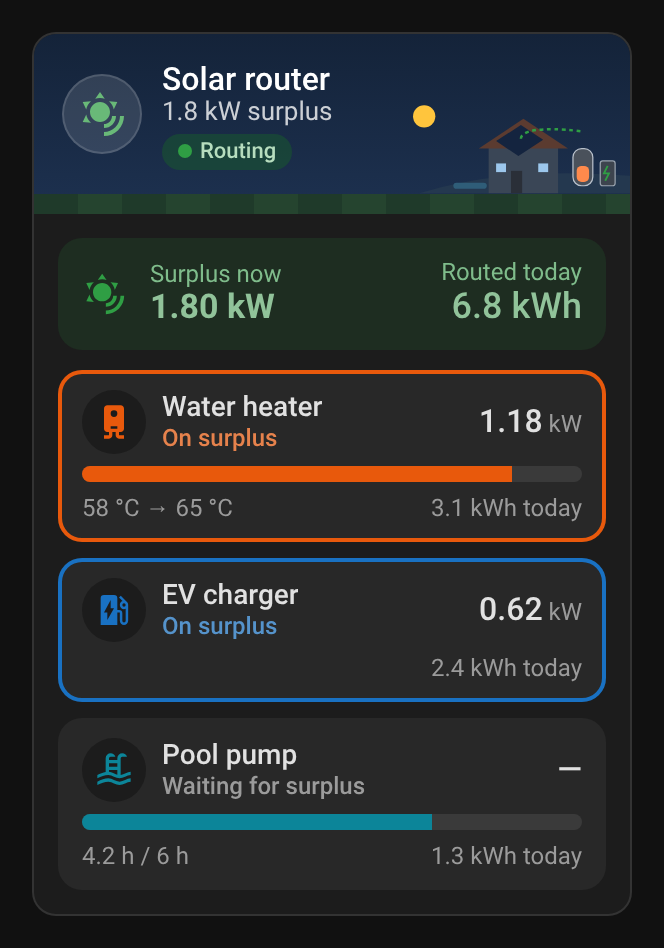 Solar router
1.8 kW surplus
Routing
Surplus now
1.80 kW
Routed today
6.8 kWh
Water heater
On surplus
1.18 kW
58 °C → 65 °C
3.1 kWh today
EV charger
On surplus
0.62 kW
2.4 kWh today
Pool pump
Waiting for surplus
—
4.2 h / 6 h
1.3 kWh today